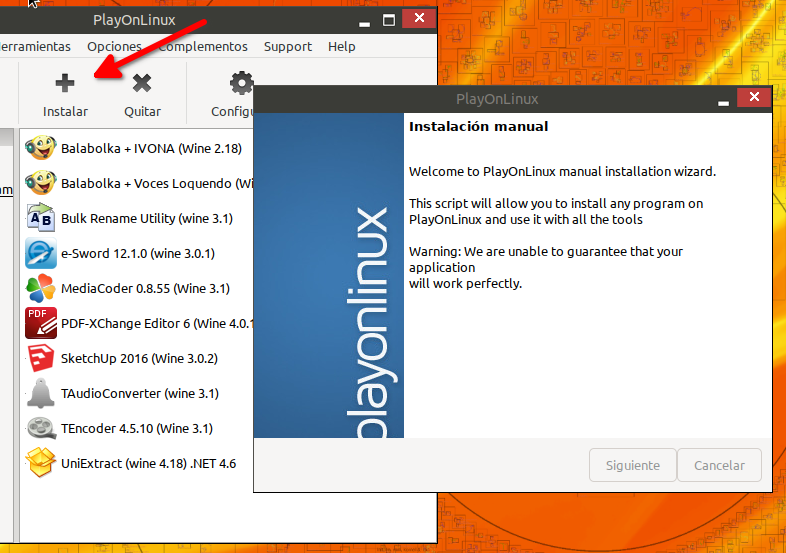 PlayOnLinux
erramientas Opciones Complementos Support Help
Instalar Quitar Configu
am
Balabolka + IVONA (Wine 2.18)
Balabolka + Voces Loquendo (Wi
Bulk Rename Utility (wine 3.1)
e-Sword 12.1.0 (wine 3.0.1)
MediaCoder 0.8.55 (Wine 3.1)
PDF
PDF-XChange Editor 6 (Wine 4.0.1
SketchUp 2016 (Wine 3.0.2)
TAudioConverter (wine 3.1)
TEncoder 4.5.10 (Wine 3.1)
UniExtract (wine 4.18) .NET 4.6
PlayOnLinux
playonlinux
Instalación manual
Welcome to PlayOnLinux manual installation wizard.
This script will allow you to install any program on
PlayOnLinux and use it with all the tools
Warning: We are unable to guarantee that your
application
will work perfectly.
Siguiente Cancelar